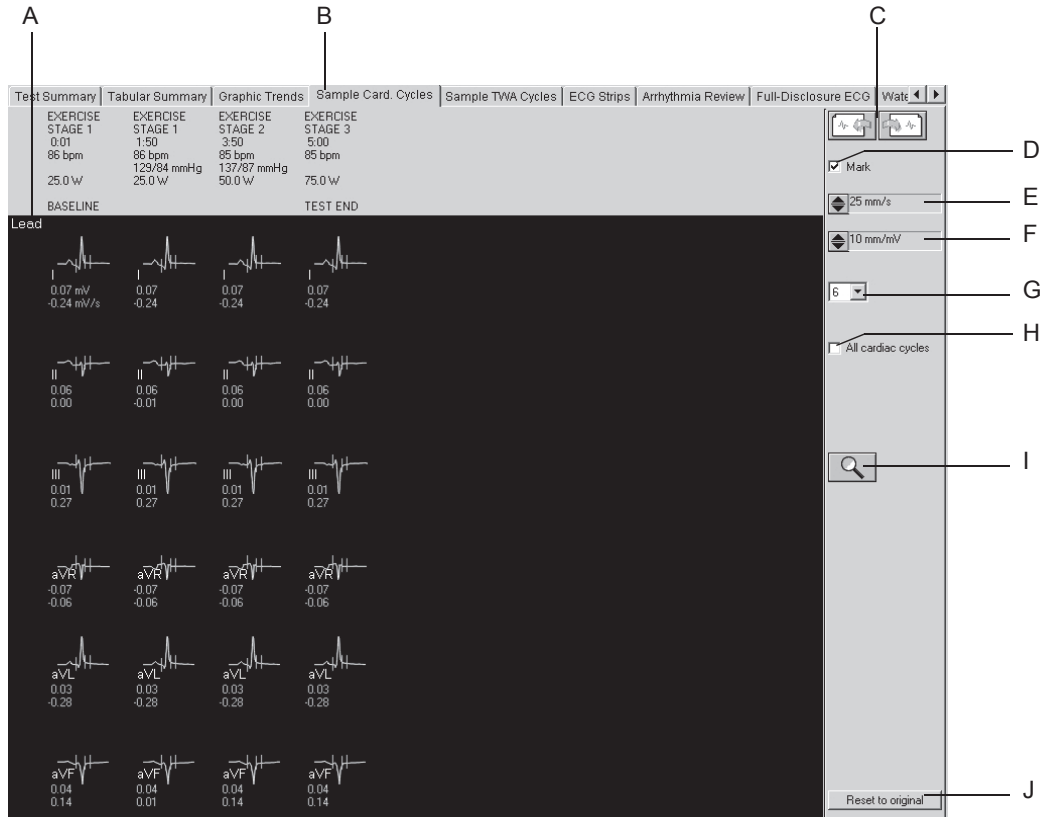 A B C
Test Summary Tabular Summary Graphic Trends Sample Card. Cycles Sample TWA Cycles ECG Strips Arrhythmia Review Full-Disclosure ECG Wate
EXERCISE EXERCISE EXERCISE EXERCISE
STAGE 1 STAGE 1 STAGE 2 STAGE 3
0:01 1:50 3:50 5:00
86 bpm 86 bpm 85 bpm 85 bpm
129/84 mmHg 137/87 mmHg
25.0 W 25.0 W 50.0 W 75.0 W
BASELINE TEST END
Mark D
25 mm/s E
10 mm/mV F
6 G
All cardiac cycles H
I
Reset to original J
Lead
I I I I
0.07 mV 0.07 0.07 0.07
-0.24 mV/s -0.24 -0.24 -0.24
II II II II
0.06 0.06 0.06 0.06
0.00 -0.01 0.00 0.00
III III III III
0.01 0.01 0.01 0.01
0.27 0.27 0.27 0.27
aVR aVR aVR aVR
-0.07 -0.07 -0.07 -0.07
-0.06 -0.06 -0.06 -0.06
aVL aVL aVL aVL
0.03 0.03 0.03 0.03
-0.28 -0.28 -0.28 -0.28
aVF aVF aVF aVF
0.04 0.04 0.04 0.04
0.14 0.01 0.14 0.14